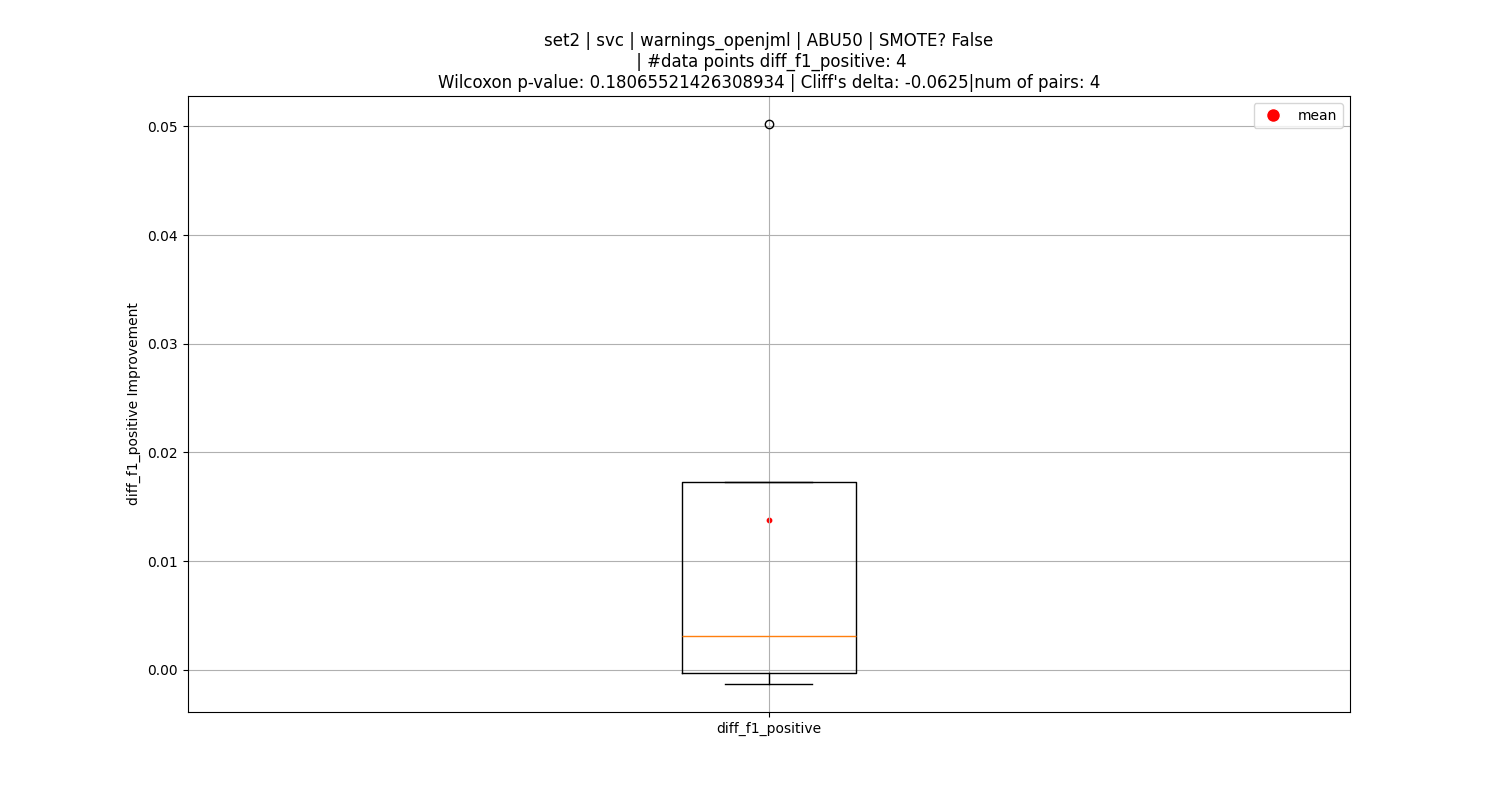 set2 | svc | warnings_openjml | ABU50 | SMOTE? False
| #data points diff_f1_positive: 4
Wilcoxon p-value: 0.18065521426308934 | Cliff's delta: -0.0625|num of pairs: 4
mean
0.05
0.04
0.03
0.02
0.01
0.00
diff_f1_positive Improvement
diff_f1_positive